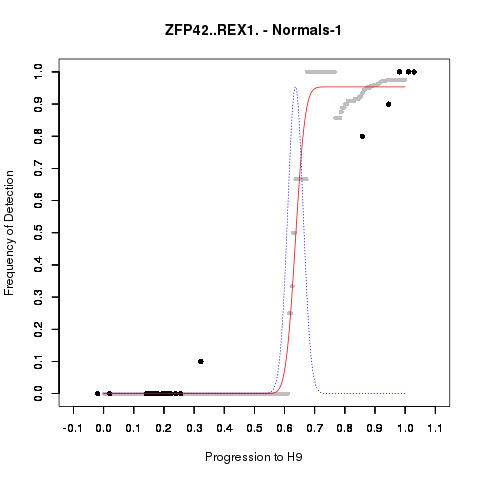 ZFP42..REX1. - Normals-1
Frequency of Detection
1.0
0.9
0.8
0.7
0.6
0.5
0.4
0.3
0.2
0.1
0.0
-0.1 0.0 0.1 0.2 0.3 0.4 0.5 0.6 0.7 0.8 0.9 1.0 1.1
Progression to H9